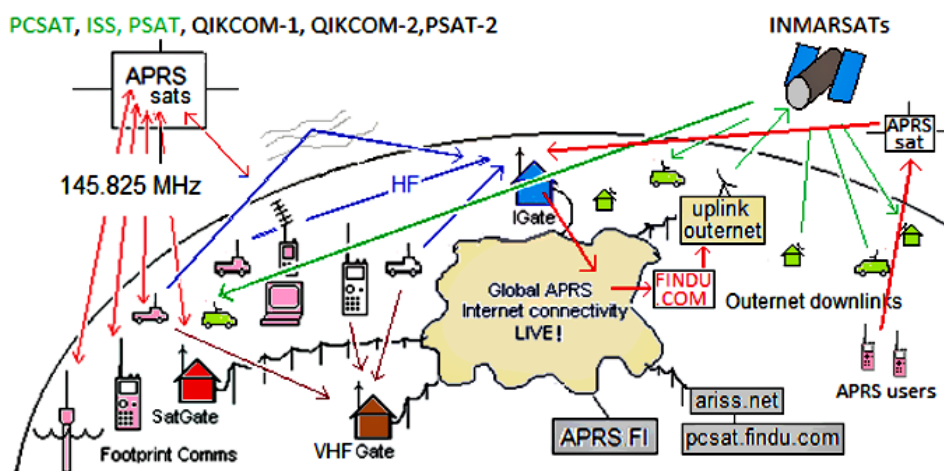 PCSAT, ISS, PSAT, QIKCOM-1, QIKCOM-2,PSAT-2
INMARSATs
APRS
sats
APRS
sat
145.825 MHz
HF
IGate
uplink
outernet
Global APRS
Internet connectivity
LIVE!
FINDU
.COM
Outernet downlinks
SatGate
VHF Gate
Footprint Comms
APRS users
ariss.net
APRS FI
pcsat.findu.com